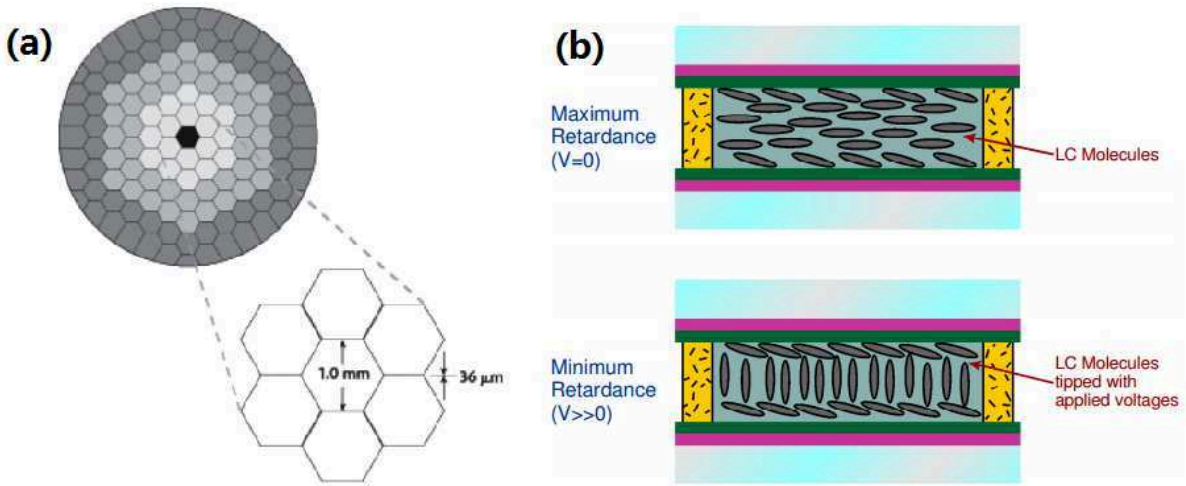 (a)
1.0 mm
36 µm
(b)
Maximum
Retardance
(V=0)
LC Molecules
Minimum
Retardance
(V>>0)
LC Molecules
tipped with
applied voltages